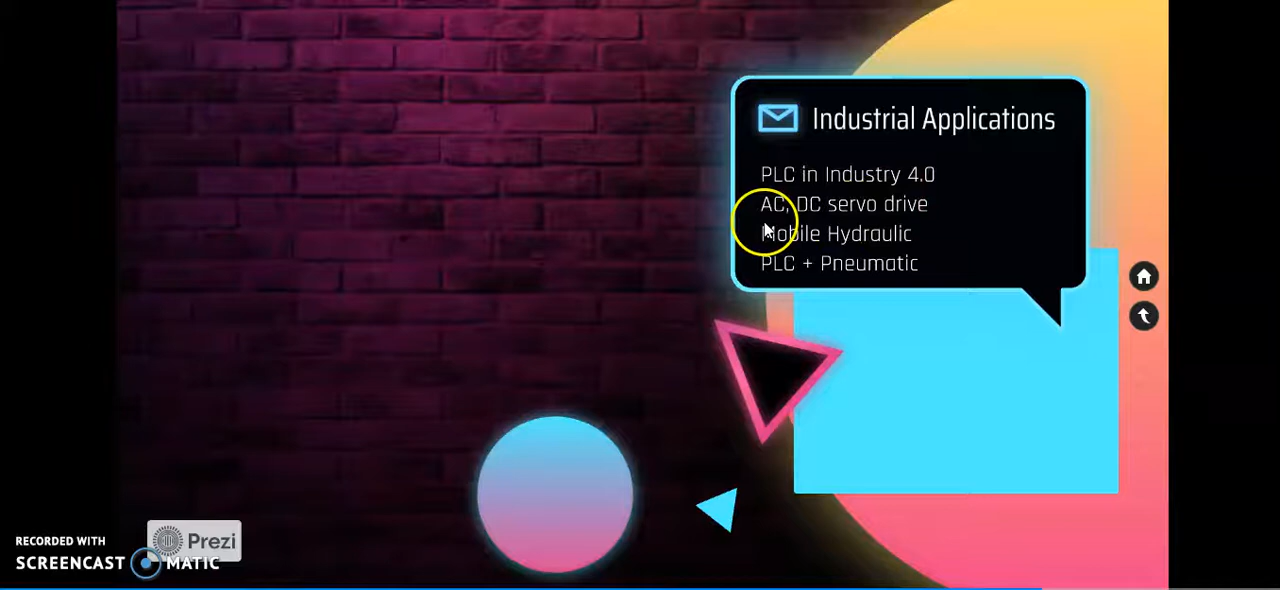 Industrial Applications
PLC in Industry 4.0
AC, DC servo drive
Mobile Hydraulic
PLC + Pneumatic
Prezi
RECORDED WITH
SCREENCAST MATIC